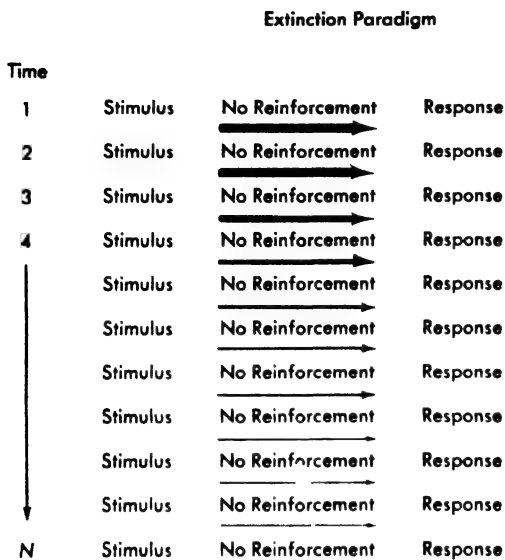 Extinction Paradigm
Time
1 Stimulus No Reinforcement Response
2 Stimulus No Reinforcement Response
3 Stimulus No Reinforcement Response
4 Stimulus No Reinforcement Response
Stimulus No Reinforcement Response
Stimulus No Reinforcement Response
Stimulus No Reinforcement Response
Stimulus No Reinforcement Response
Stimulus No Reinforcement Response
Stimulus No Reinforcement Response
N Stimulus No Reinforcement Response